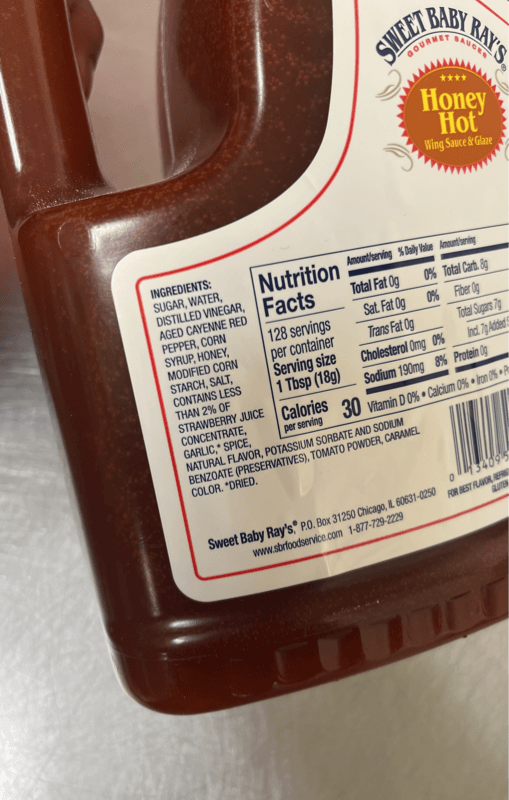 SWEET BABY RAY'S®
GOURMET SAUCES
Honey
Hot
Wing Sauce & Glaze
INGREDIENTS:
SUGAR, WATER,
DISTILLED VINEGAR,
AGED CAYENNE RED
PEPPER, CORN
SYRUP, HONEY,
MODIFIED CORN
STARCH, SALT,
CONTAINS LESS
THAN 2% OF
STRAWBERRY JUICE
CONCENTRATE,
GARLIC,* SPICE,
NATURAL FLAVOR, POTASSIUM SORBATE AND SODIUM
BENZOATE (PRESERVATIVES), TOMATO POWDER, CARAMEL
COLOR. *DRIED.
Nutrition
Facts
128 servings
per container
Serving size
1 Tbsp (18g)
Calories 30
per serving
Amount/serving % Daily Value
Total Fat 0g 0%
Sat. Fat 0g 0%
Trans Fat 0g
Cholesterol 0mg 0%
Sodium 190mg 8%
Amount/serving
Total Carb. 8g
Fiber 0g
Total Sugars 7g
Incl. 7g Added
Protein 0g
Vitamin D 0% • Calcium 0% • Iron 0% •
Sweet Baby Ray's® P.O. Box 31250 Chicago, IL 60631-0250
www.sbrfoodservice.com 1-877-729-2229
0 13409
FOR BEST FLAVOR,